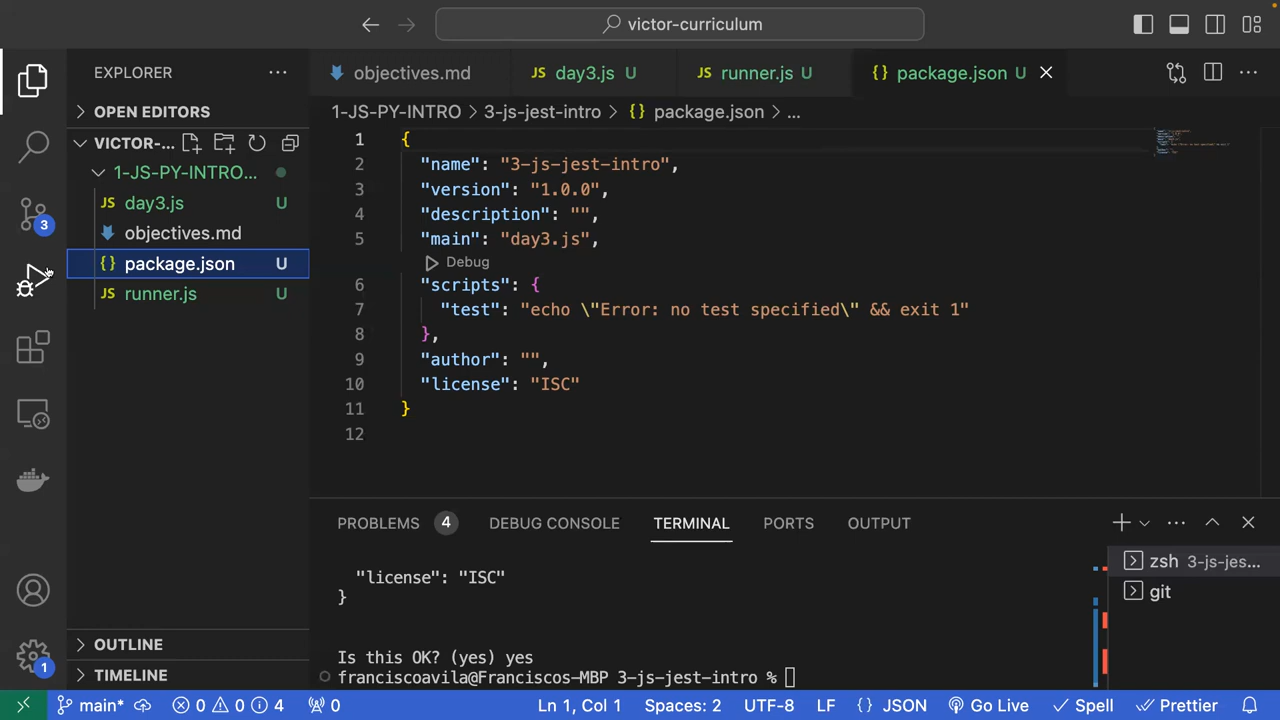 victor-curriculum
EXPLORER
objectives.md
JS day3.js U
JS runner.js U
{} package.json U
OPEN EDITORS
1-JS-PY-INTRO > 3-js-jest-intro > {} package.json > ...
VICTOR-...
1-JS-PY-INTRO...
JS day3.js U
objectives.md
{} package.json U
JS runner.js U
3
1 {
2 "name": "3-js-jest-intro",
3 "version": "1.0.0",
4 "description": "",
5 "main": "day3.js",
Debug
6 "scripts": {
7 "test": "echo \"Error: no test specified\" && exit 1"
8 },
9 "author": "",
10 "license": "ISC"
11 }
12
PROBLEMS 4 DEBUG CONSOLE TERMINAL PORTS OUTPUT
"license": "ISC"
}
Is this OK? (yes) yes
franciscoavila@Franciscos-MBP 3-js-jest-intro %
zsh 3-js-jes...
git
OUTLINE
TIMELINE
1
main* 0 0 4 0 Ln 1, Col 1 Spaces: 2 UTF-8 LF {} JSON Go Live Spell Prettier